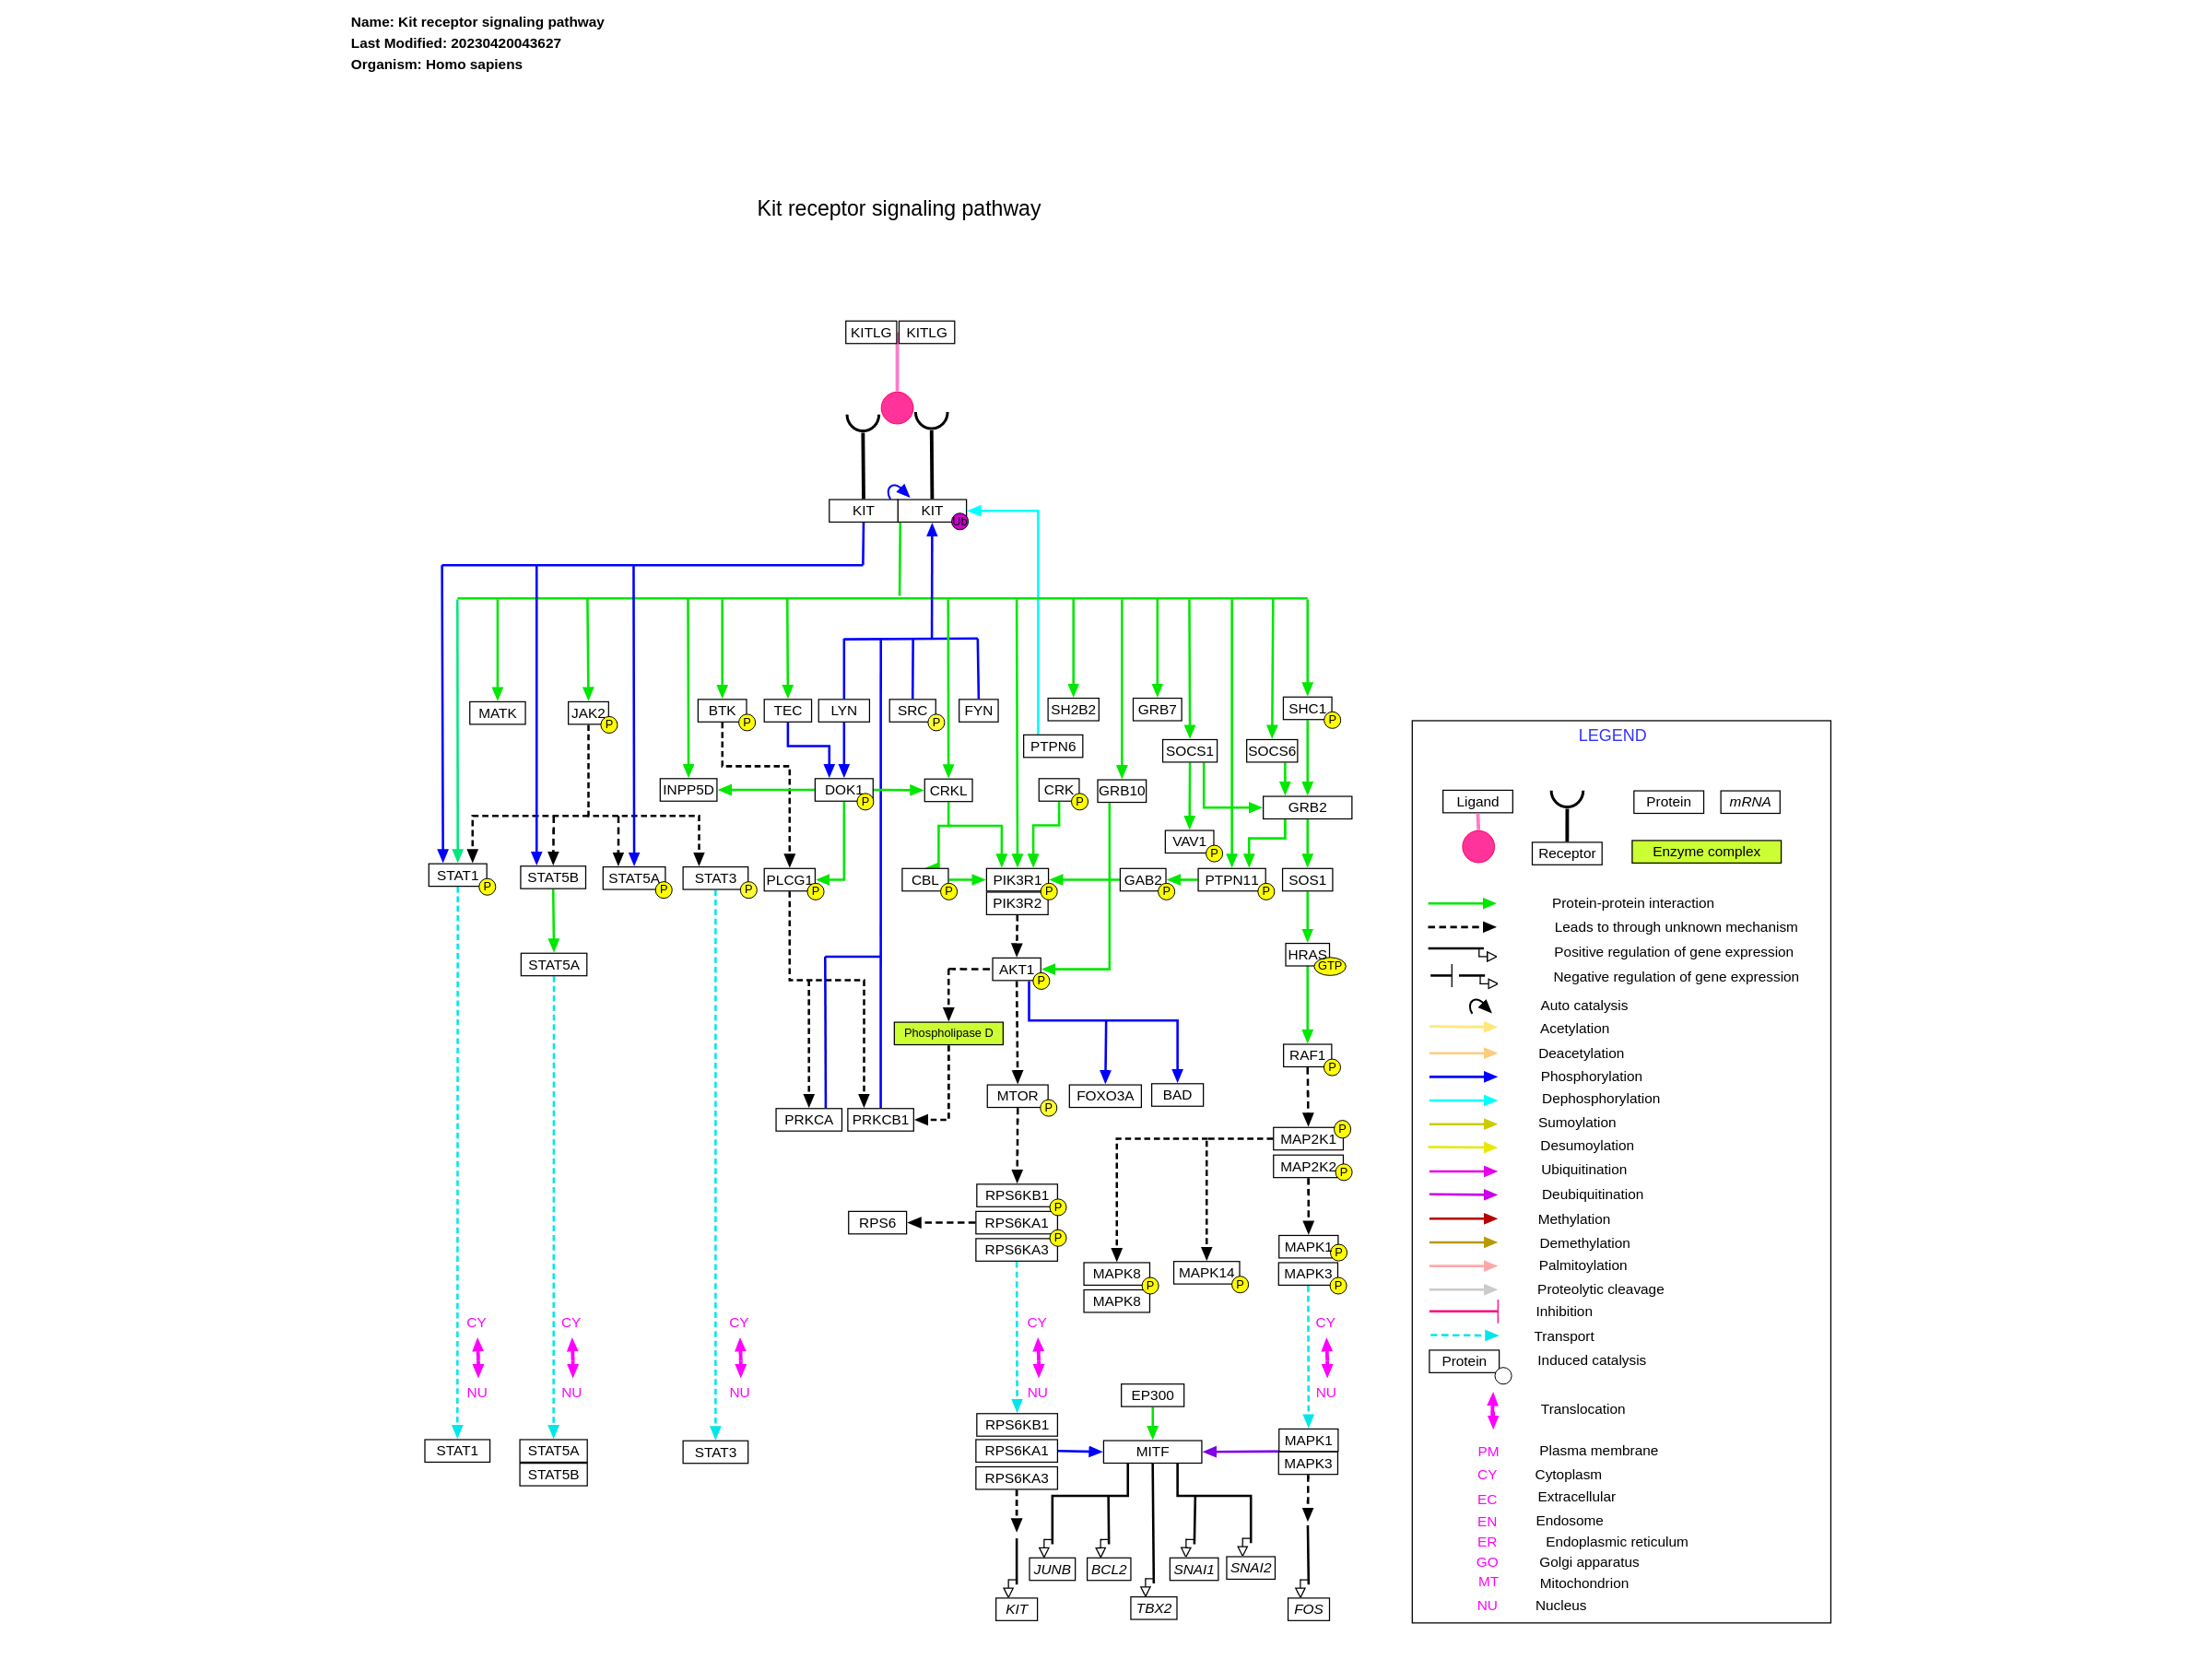 Name: Kit receptor signaling pathway
Last Modified: 20230420043627
Organism: Homo sapiens
Kit receptor signaling pathway
KITLG KITLG
KIT KIT
Ub
MATK JAK2 P BTK P TEC LYN SRC P FYN SH2B2 GRB7 SHC1 P
PTPN6 SOCS1 SOCS6
INPP5D DOK1 P CRKL CRK P GRB10 GRB2
VAV1 P
STAT1 P STAT5B STAT5A P STAT3 P PLCG1 P CBL P PIK3R1 P GAB2 P PTPN11 P SOS1
PIK3R2
STAT5A AKT1 P HRAS GTP
Phospholipase D
RAF1 P
MTOR P FOXO3A BAD
PRKCA PRKCB1
MAP2K1 P
MAP2K2 P
RPS6KB1 P
RPS6 RPS6KA1 P
RPS6KA3
MAPK1 P
MAPK8 P MAPK14 P MAPK3 P
MAPK8
CY CY CY CY CY
NU NU NU NU NU
EP300
RPS6KB1
STAT1 STAT5A STAT3 RPS6KA1 MITF MAPK1
STAT5B RPS6KA3 MAPK3
JUNB BCL2 SNAI1 SNAI2
KIT TBX2 FOS
LEGEND
Ligand Protein mRNA
Receptor Enzyme complex
Protein-protein interaction
Leads to through unknown mechanism
Positive regulation of gene expression
Negative regulation of gene expression
Auto catalysis
Acetylation
Deacetylation
Phosphorylation
Dephosphorylation
Sumoylation
Desumoylation
Ubiquitination
Deubiquitination
Methylation
Demethylation
Palmitoylation
Proteolytic cleavage
Inhibition
Transport
Protein Induced catalysis
Translocation
PM Plasma membrane
CY Cytoplasm
EC Extracellular
EN Endosome
ER Endoplasmic reticulum
GO Golgi apparatus
MT Mitochondrion
NU Nucleus